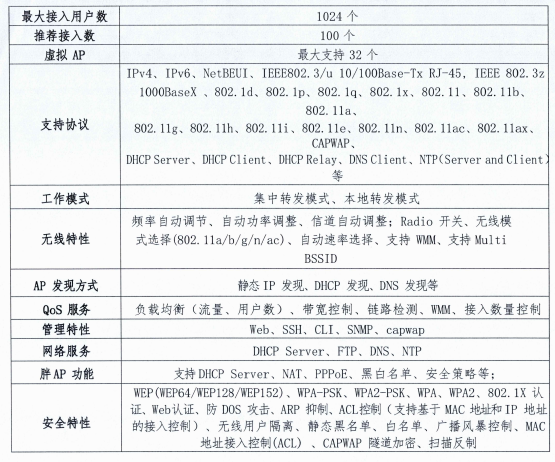 最大接入用户数 1024 个
推荐接入数 100 个
虚拟 AP 最大支持 32 个
支持协议
IPv4、IPv6、NetBEUI、IEEE802.3/u 10/100Base-Tx RJ-45, IEEE 802.3z
1000BaseX 、802.1d、802.1p、802.1q、802.1x、802.11、802.11b、
802.11a、
802.11g、802.11h、802.11i、802.11e、802.11n、802.11ac、802.11ax、
CAPWAP、
DHCP Server、DHCP Client、DHCP Relay、DNS Client、NTP(Server and Client)
等
工作模式 集中转发模式、本地转发模式
无线特性
频率自动调节、自动功率调整、信道自动调整；Radio 开关、无线模
式选择(802.11a/b/g/n/ac)、自动速率选择、支持 WMM、支持 Multi
BSSID
AP 发现方式 静态 IP 发现、DHCP 发现、DNS 发现等
QoS 服务 负载均衡（流量、用户数）、带宽控制、链路检测、WMM、接入数量控制
管理特性 Web、SSH、CLI、SNMP、capwap
网络服务 DHCP Server、FTP、DNS、NTP
胖 AP 功能 支持 DHCP Server、NAT、PPPoE、黑白名单、安全策略等；
安全特性
WEP(WEP64/WEP128/WEP152)、WPA-PSK、WPA2-PSK、WPA、WPA2、802.1X 认
证、Web认证、防 DOS 攻击、ARP 抑制、ACL控制（支持基于 MAC 地址和 IP 地址
的接入控制）、无线用户隔离、静态黑名单、白名单、广播风暴控制、MAC
地址接入控制(ACL) 、CAPWAP 隧道加密、扫描反制